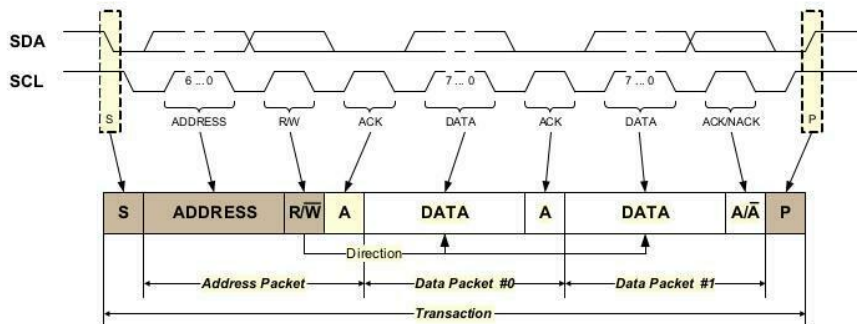 SDA
SCL
6 ... 0
7 ... 0
7 ... 0
S
ADDRESS
R/W
ACK
DATA
ACK
DATA
ACK/NACK
P
S
ADDRESS
R/W̅
A
DATA
A
DATA
A/A̅
P
Direction
Address Packet
Data Packet #0
Data Packet #1
Transaction